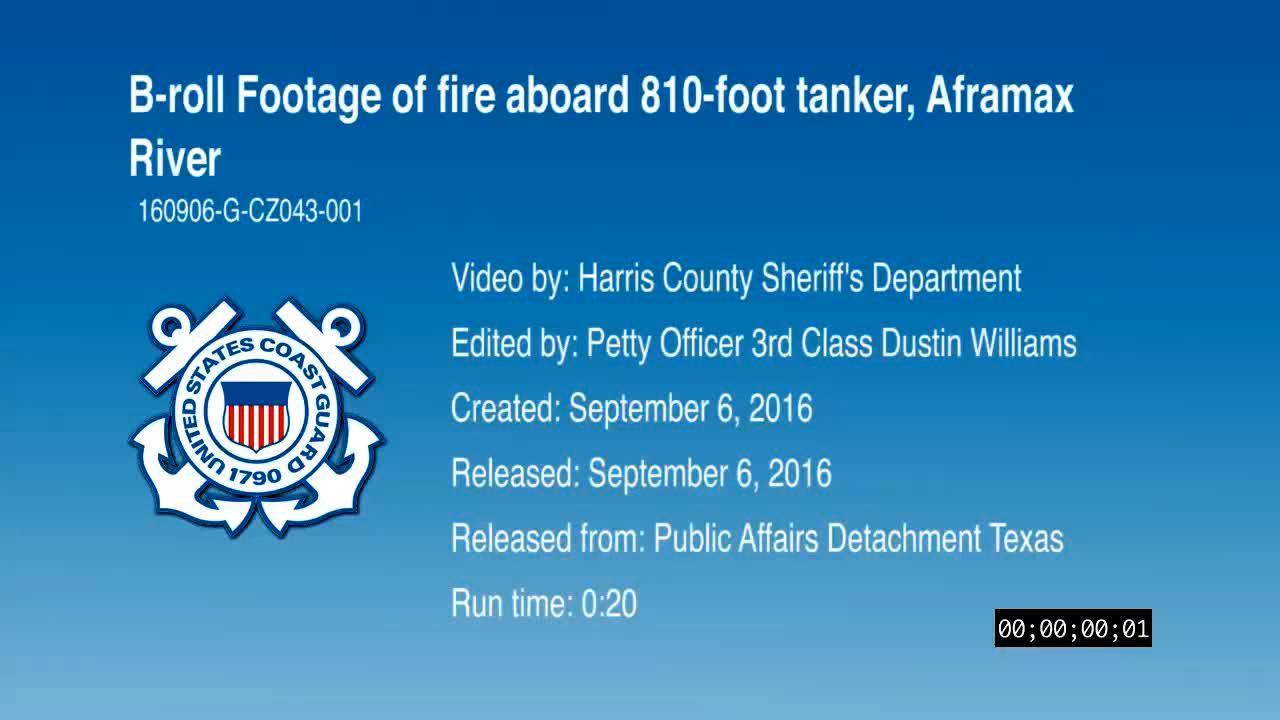 B-roll Footage of fire aboard 810-foot tanker, Aframax
River
160906-G-CZ043-001
Video by: Harris County Sheriff's Department
Edited by: Petty Officer 3rd Class Dustin Williams
Created: September 6, 2016
Released: September 6, 2016
Released from: Public Affairs Detachment Texas
Run time: 0:20
UNITED STATES COAST GUARD
1790
00;00;00;01